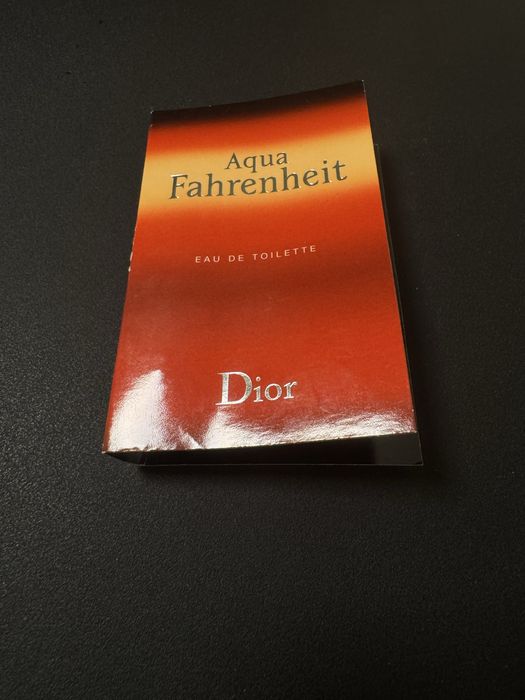 Aqua
Fahrenheit
EAU DE TOILETTE
Dior